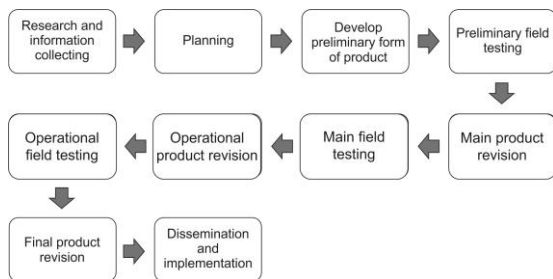 Research and
information
collecting
Planning
Develop
preliminary form
of product
Preliminary field
testing
Main product
revision
Main field
testing
Operational
product revision
Operational
field testing
Final product
revision
Dissemination
and
implementation